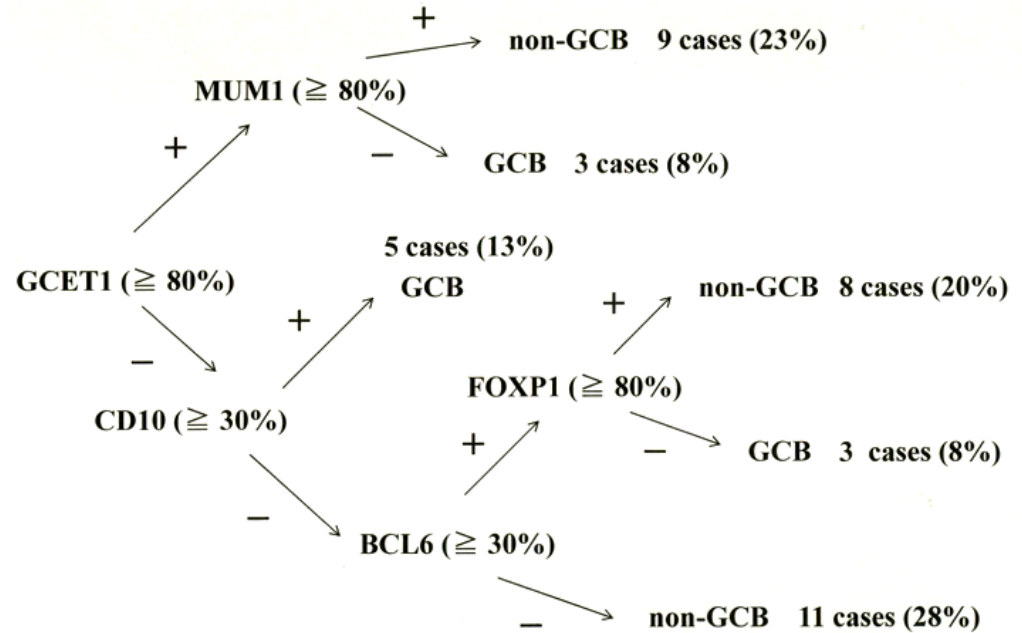 +
non-GCB 9 cases (23%)
MUM1 (≧ 80%)
+
−
GCB 3 cases (8%)
5 cases (13%)
GCET1 (≧ 80%)
GCB
non-GCB 8 cases (20%)
+
+
−
FOXP1 (≧ 80%)
CD10 (≧ 30%)
+
−
GCB 3 cases (8%)
−
BCL6 (≧ 30%)
−
non-GCB 11 cases (28%)